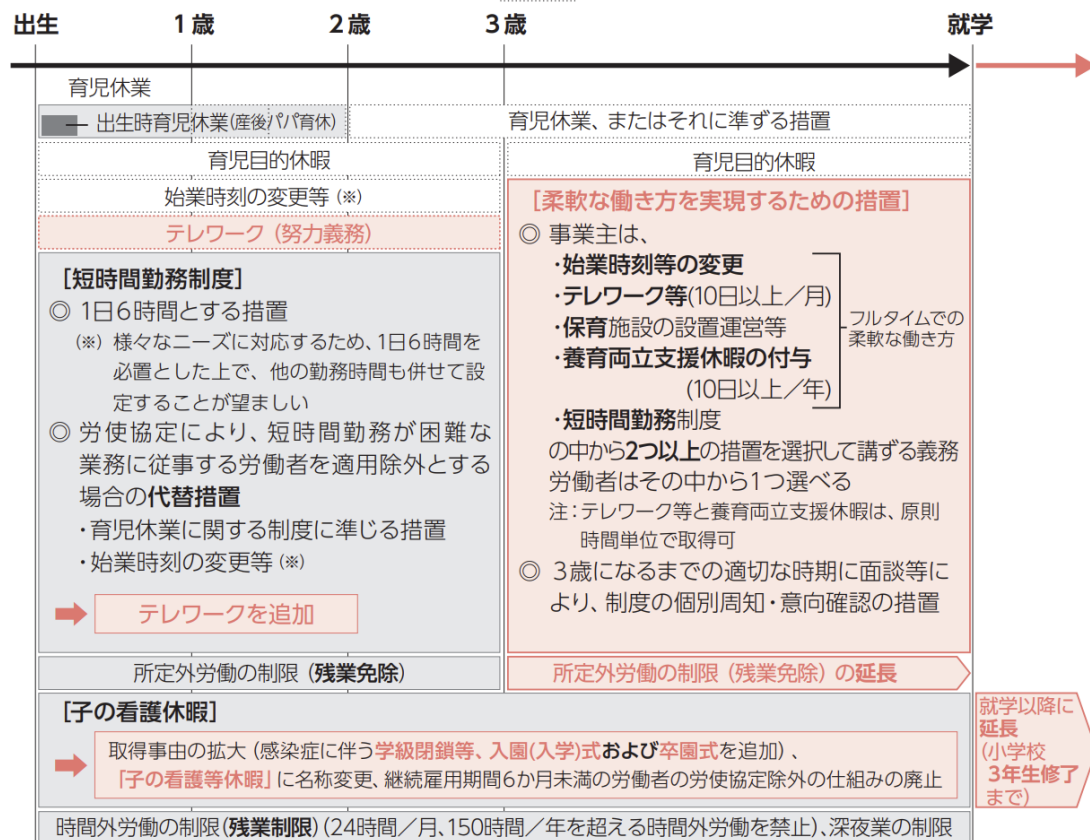 出生 1歳 2歳 3歳 就学
育児休業
出生時育児休業(産後パパ育休)
育児休業、またはそれに準ずる措置
育児目的休暇
育児目的休暇
始業時刻の変更等(※)
テレワーク(努力義務)
[短時間勤務制度]
◎ 1日6時間とする措置
(※) 様々なニーズに対応するため、1日6時間を
必置とした上で、他の勤務時間も併せて設
定することが望ましい
◎ 労使協定により、短時間勤務が困難な
業務に従事する労働者を適用除外とする
場合の代替措置
・育児休業に関する制度に準じる措置
・始業時刻の変更等(※)
テレワークを追加
[柔軟な働き方を実現するための措置]
◎ 事業主は、
・始業時刻等の変更
・テレワーク等(10日以上/月)
・保育施設の設置運営等
・養育両立支援休暇の付与
(10日以上/年)
フルタイムでの
柔軟な働き方
・短時間勤務制度
の中から2つ以上の措置を選択して講ずる義務
労働者はその中から1つ選べる
注:テレワーク等と養育両立支援休暇は、原則
時間単位で取得可
◎ 3歳になるまでの適切な時期に面談等に
より、制度の個別周知・意向確認の措置
所定外労働の制限(残業免除)
所定外労働の制限(残業免除)の延長
[子の看護休暇]
取得事由の拡大(感染症に伴う学級閉鎖等、入園(入学)式および卒園式を追加)、
「子の看護等休暇」に名称変更、継続雇用期間6か月未満の労働者の労使協定除外の仕組みの廃止
就学以降に
延長
(小学校
3年生修了
まで)
時間外労働の制限(残業制限)(24時間/月、150時間/年を超える時間外労働を禁止)、深夜業の制限